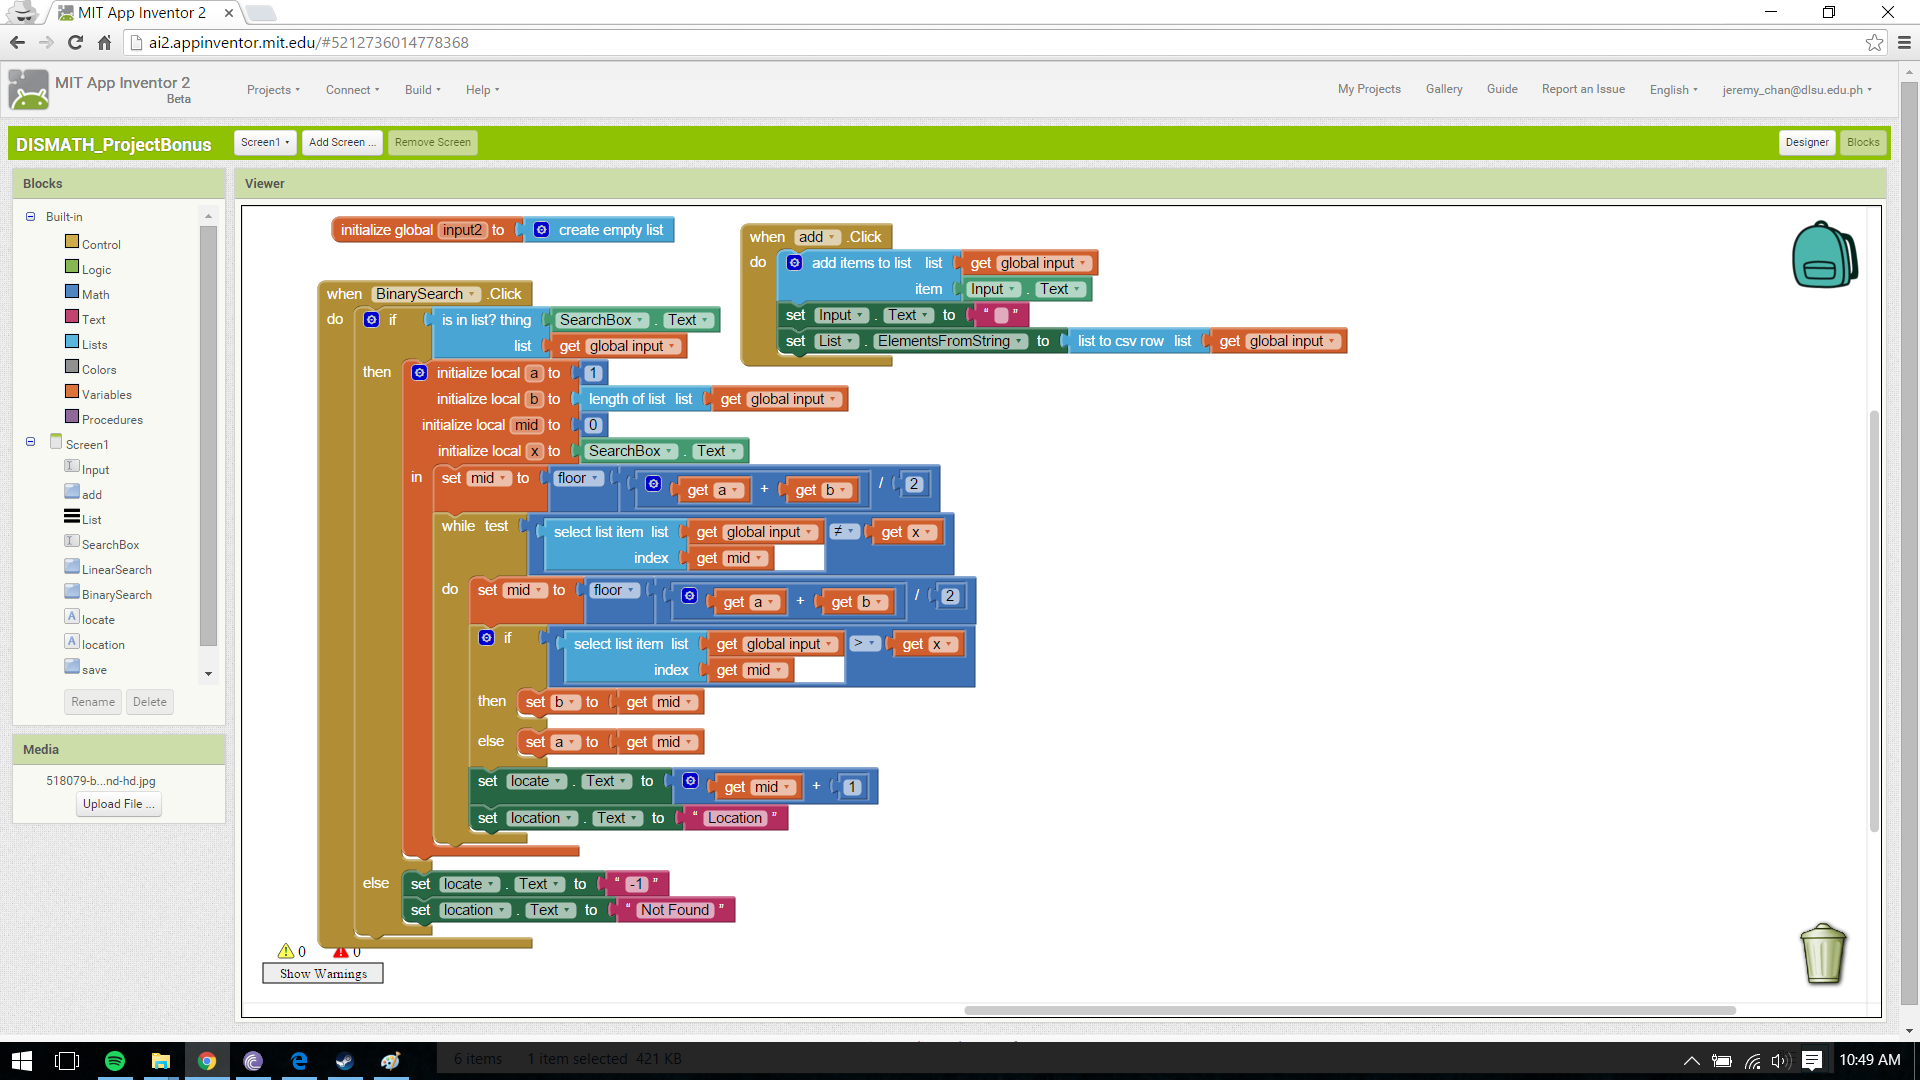 MIT App Inventor 2
ai2.appinventor.mit.edu/#5212736014778368
MIT App Inventor 2
Beta
Projects Connect Build Help
My Projects Gallery Guide Report an Issue English jeremy_chan@dlsu.edu.ph
DISMATH_ProjectBonus Screen1 Add Screen ... Remove Screen Designer Blocks
Blocks
Built-in
Control
Logic
Math
Text
Lists
Colors
Variables
Procedures
Screen1
Input
add
List
SearchBox
LinearSearch
BinarySearch
locate
location
save
Rename Delete
Media
518079-b...nd-hd.jpg
Upload File ...
Viewer
initialize global input2 to create empty list
when add .Click
do add items to list list get global input
item Input . Text
set Input . Text to “ ”
set List . ElementsFromString to list to csv row list get global input
when BinarySearch .Click
do if is in list? thing SearchBox . Text
list get global input
then initialize local a to 1
initialize local b to length of list list get global input
initialize local mid to 0
initialize local x to SearchBox . Text
in set mid to floor get a + get b / 2
while test select list item list get global input ≠ get x
index get mid
do set mid to floor get a + get b / 2
if select list item list get global input > get x
index get mid
then set b to get mid
else set a to get mid
set locate . Text to get mid + 1
set location . Text to “ Location ”
else set locate . Text to “ -1 ”
set location . Text to “ Not Found ”
0 0
Show Warnings
6 items 1 item selected 421 KB
10:49 AM